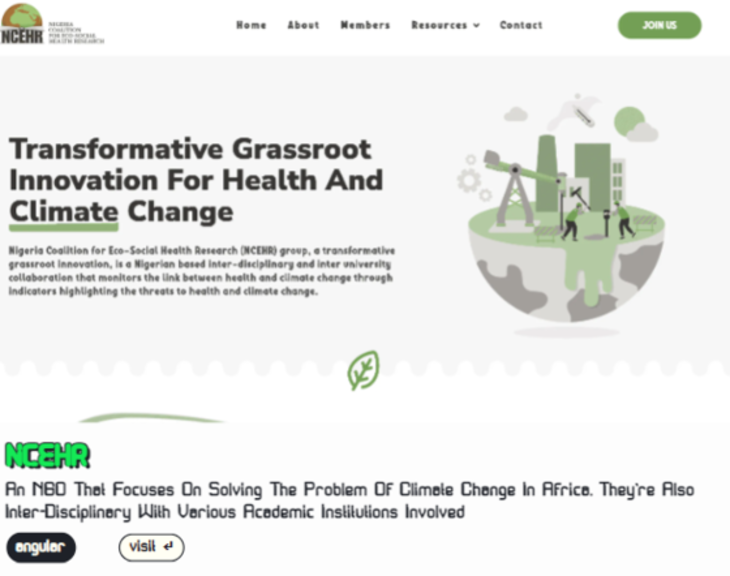 NCEHR
NIGERIA
COALITION
FOR ECO-SOCIAL
HEALTH RESEARCH
Home About Members Resources Contact
JOIN US
Transformative Grassroot
Innovation For Health And
Climate Change
Nigeria Coalition for Eco-Social Health Research (NCEHR) group, a transformative
grassroot innovation, is a Nigerian based inter-disciplinary and inter university
collaboration that monitors the link between health and climate change through
indicators highlighting the threats to health and climate change.
NCEHR
An NGO That Focuses On Solving The Problem Of Climate Change In Africa. They're Also
Inter-Disciplinary With Various Academic Institutions Involved
angular visit ↵